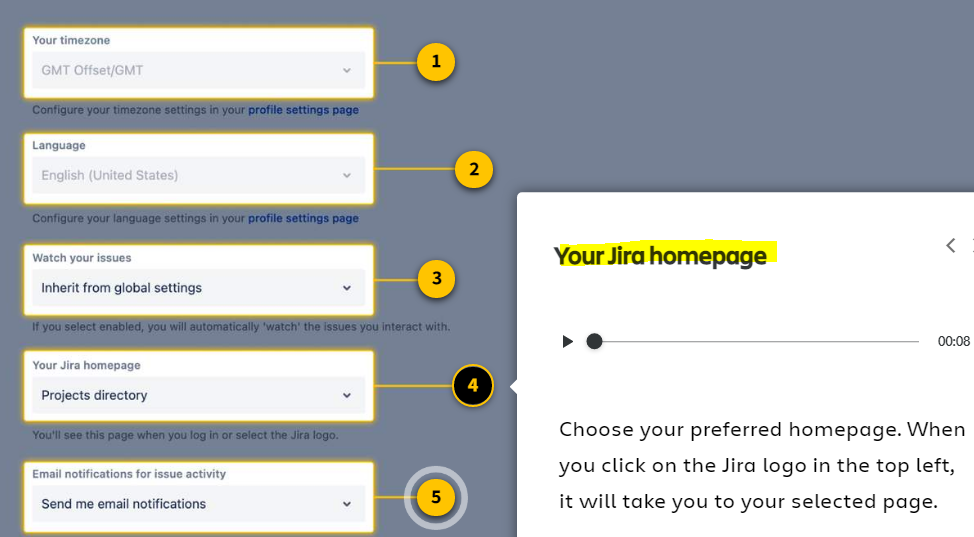 Your timezone
GMT Offset/GMT
1
Configure your timezone settings in your profile settings page
Language
English (United States)
2
Configure your language settings in your profile settings page
Watch your issues
Inherit from global settings
3
If you select enabled, you will automatically 'watch' the issues you interact with.
Your Jira homepage
Projects directory
4
You'll see this page when you log in or select the Jira logo.
Email notifications for issue activity
Send me email notifications
5
Your Jira homepage
00:08
Choose your preferred homepage. When
you click on the Jira logo in the top left,
it will take you to your selected page.